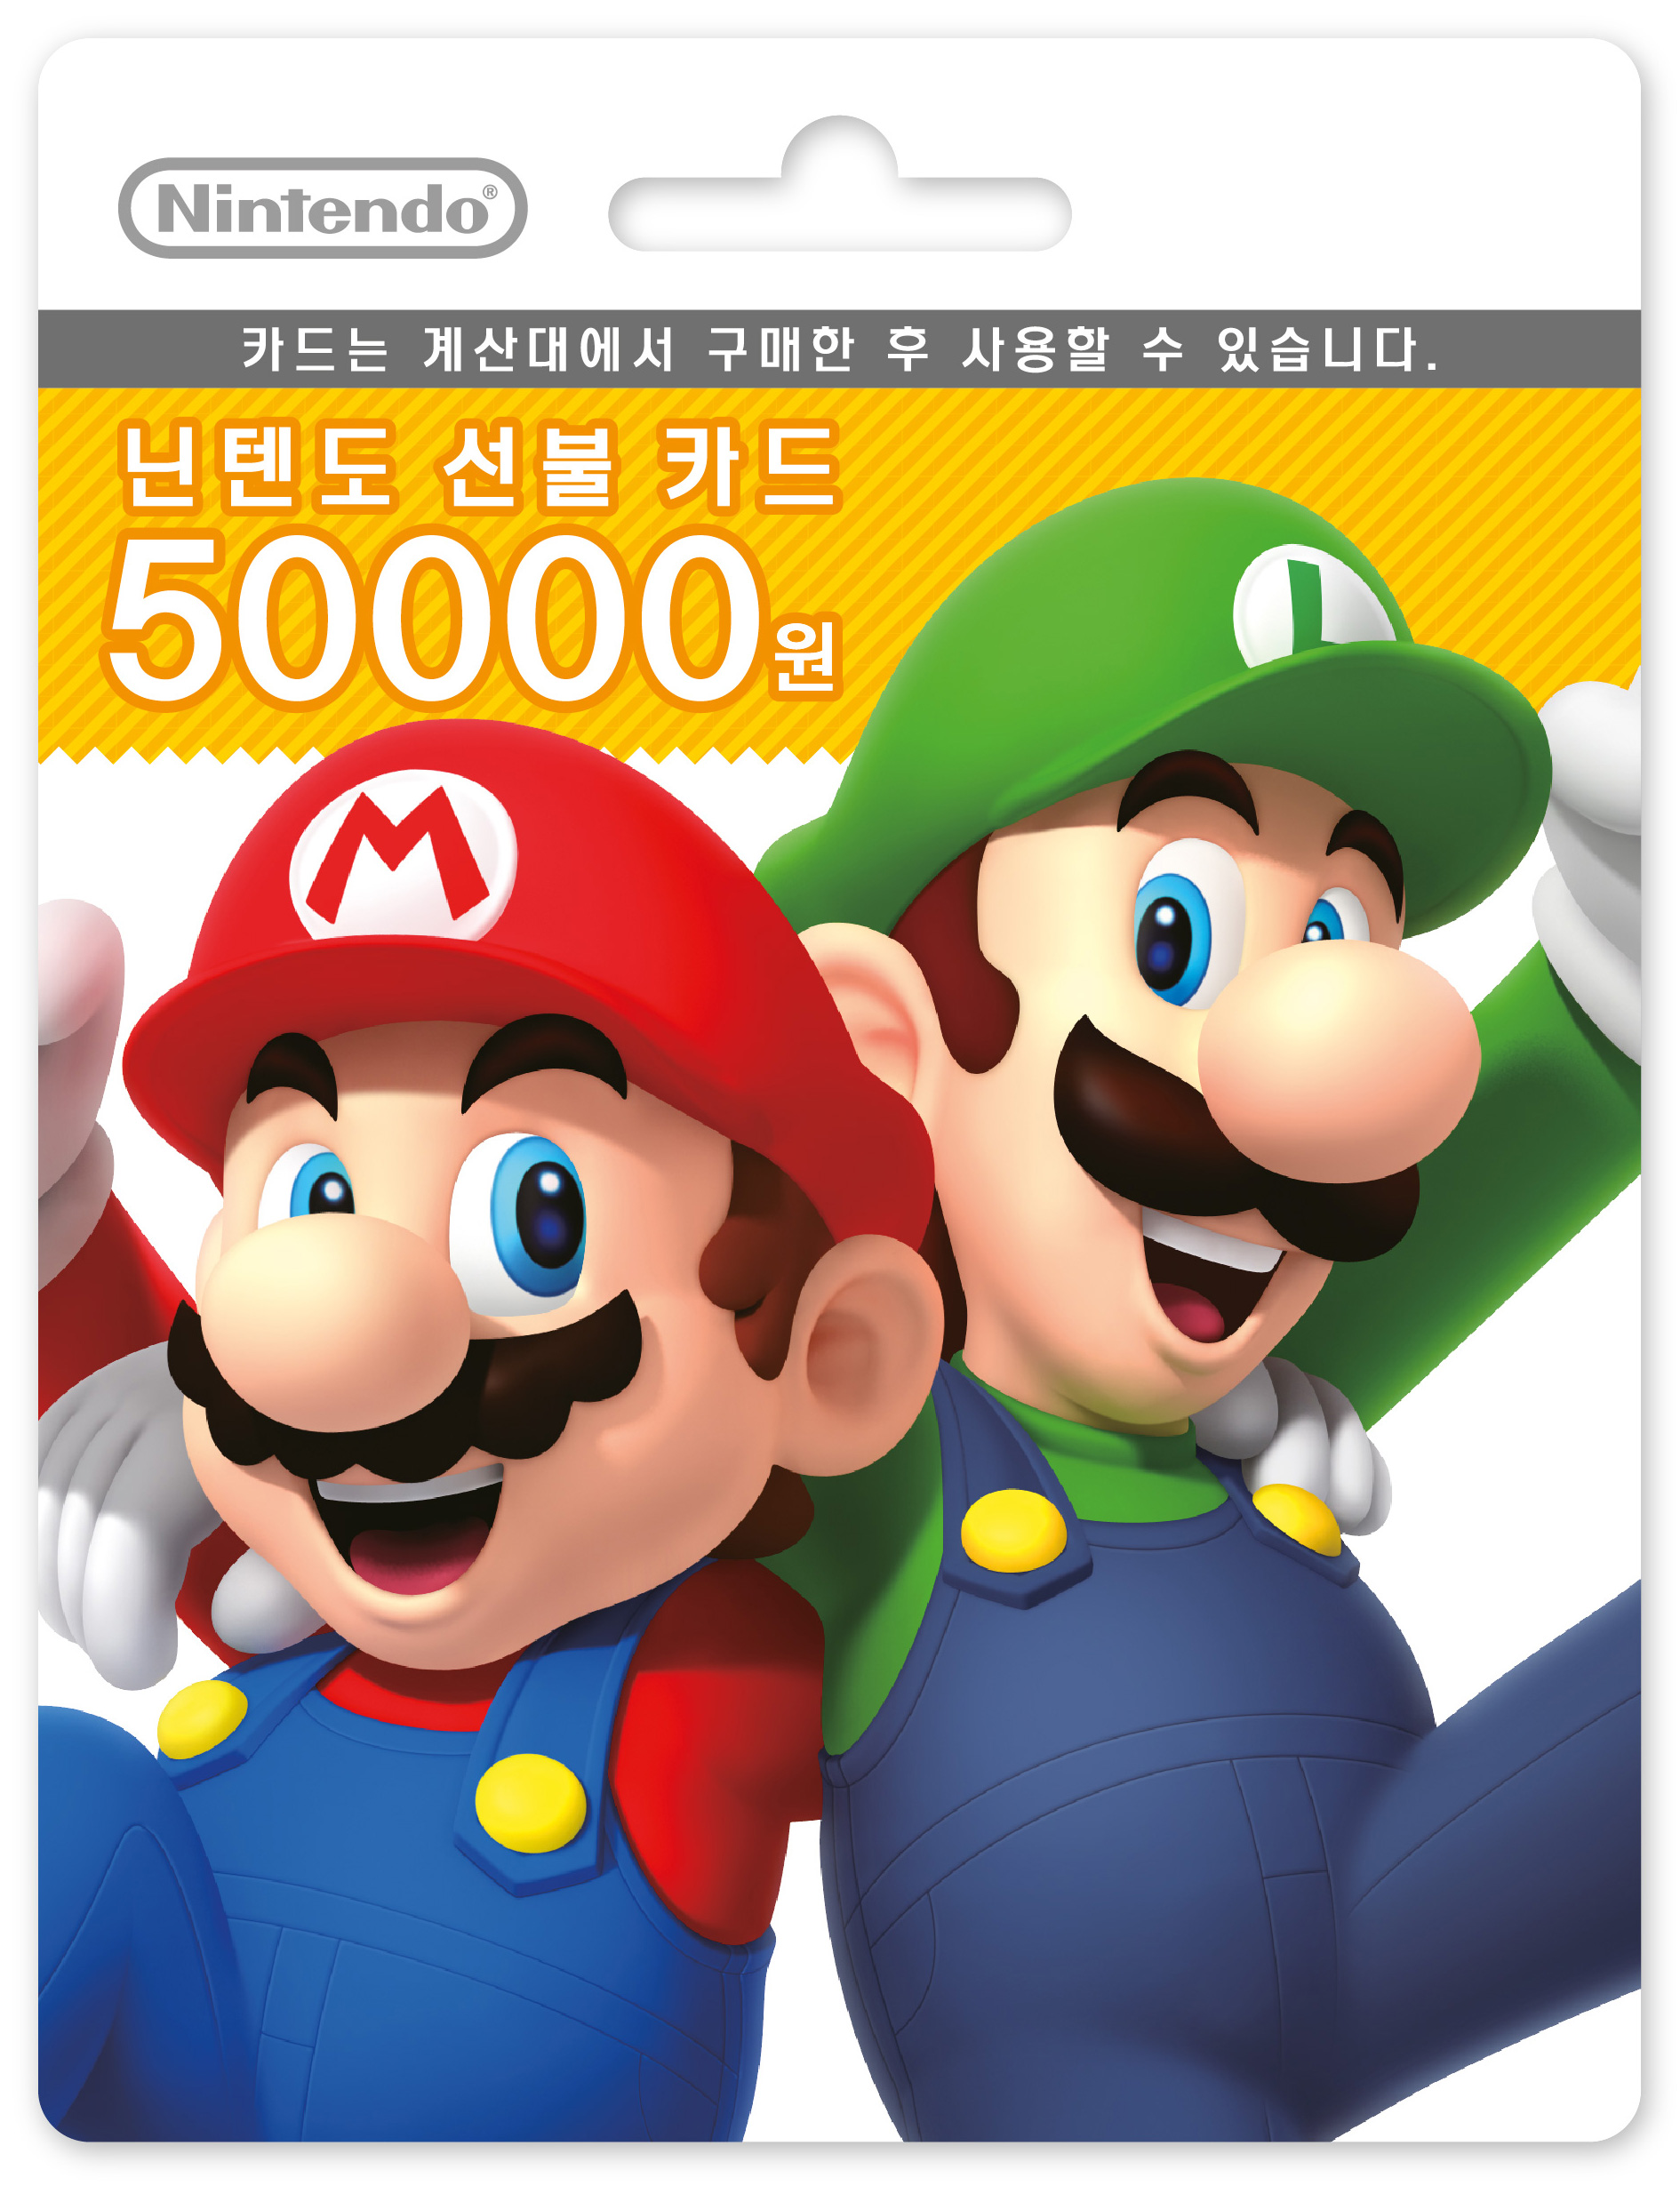 Nintendo®
카드는 계산대에서 구매한 후 사용할 수 있습니다.
닌텐도 선불 카드
50000원
M
L